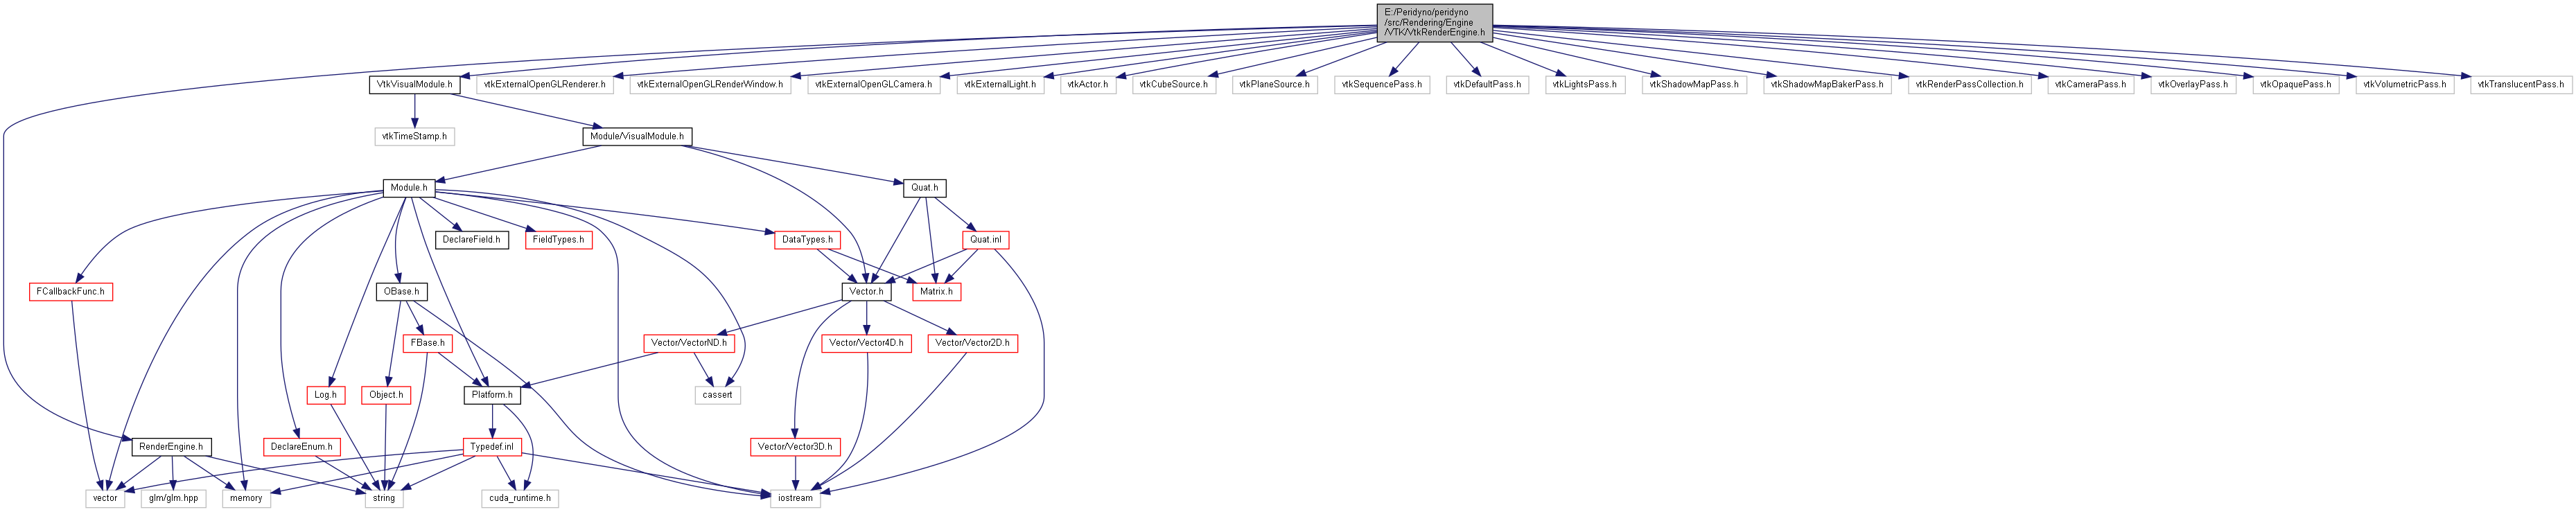 E:/Peridyno/peridyno
/src/Rendering/Engine
/VTK/VtkRenderEngine.h
VtkVisualModule.h
vtkExternalOpenGLRenderer.h
vtkExternalOpenGLRenderWindow.h
vtkExternalOpenGLCamera.h
vtkExternalLight.h
vtkActor.h
vtkCubeSource.h
vtkPlaneSource.h
vtkSequencePass.h
vtkDefaultPass.h
vtkLightsPass.h
vtkShadowMapPass.h
vtkShadowMapBakerPass.h
vtkRenderPassCollection.h
vtkCameraPass.h
vtkOverlayPass.h
vtkOpaquePass.h
vtkVolumetricPass.h
vtkTranslucentPass.h
vtkTimeStamp.h
Module/VisualModule.h
Module.h
Quat.h
DeclareField.h
FieldTypes.h
DataTypes.h
Quat.inl
FCallbackFunc.h
OBase.h
Vector.h
Matrix.h
FBase.h
Vector/VectorND.h
Vector/Vector4D.h
Vector/Vector2D.h
Log.h
Object.h
Platform.h
cassert
RenderEngine.h
DeclareEnum.h
Typedef.inl
Vector/Vector3D.h
vector
glm/glm.hpp
memory
string
cuda_runtime.h
iostream